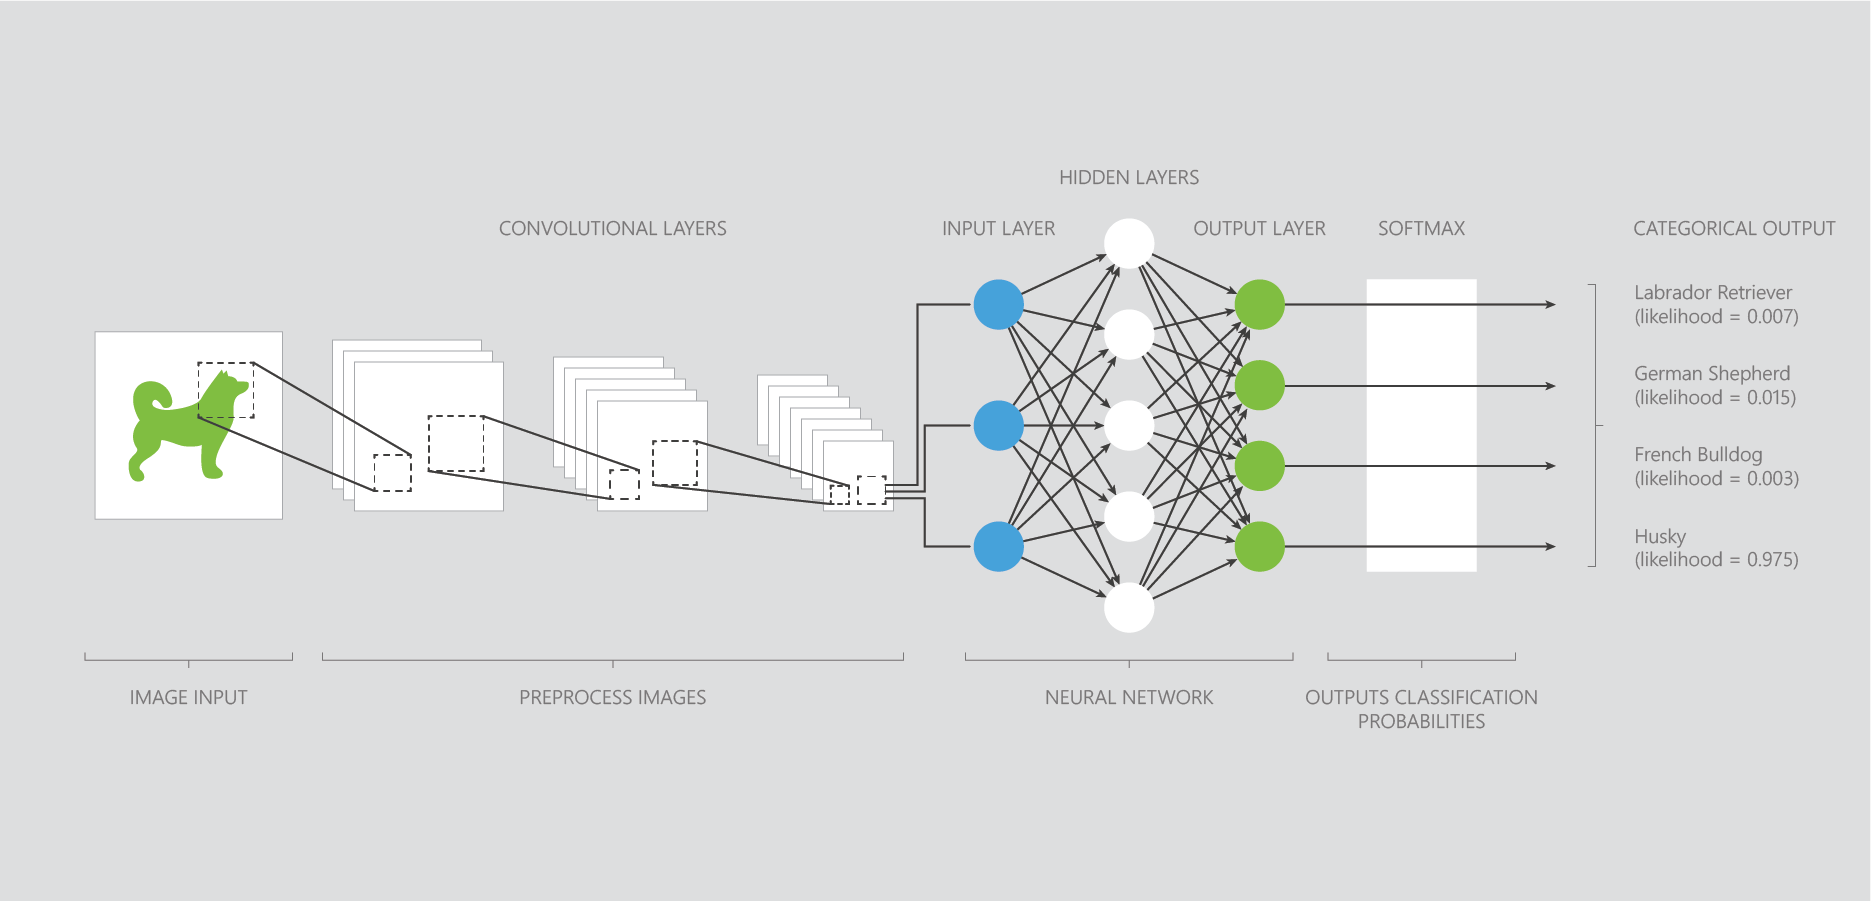 HIDDEN LAYERS
CONVOLUTIONAL LAYERS
INPUT LAYER
OUTPUT LAYER
SOFTMAX
CATEGORICAL OUTPUT
Labrador Retriever
(likelihood = 0.007)
German Shepherd
(likelihood = 0.015)
French Bulldog
(likelihood = 0.003)
Husky
(likelihood = 0.975)
IMAGE INPUT
PREPROCESS IMAGES
NEURAL NETWORK
OUTPUTS CLASSIFICATION
PROBABILITIES